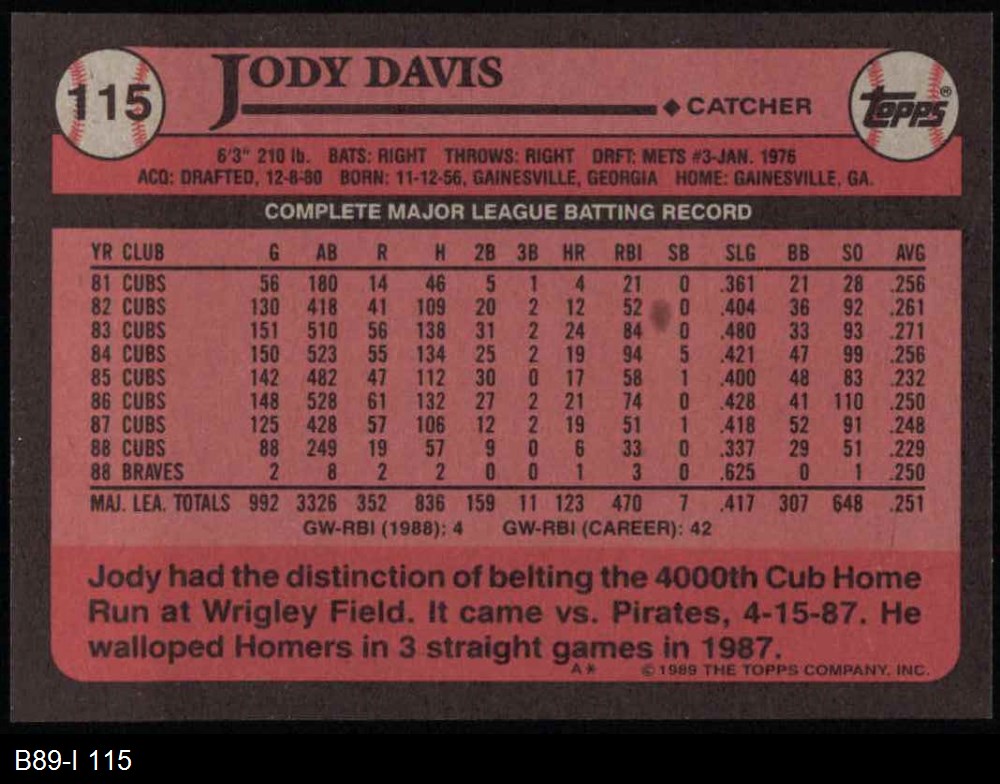 115
JODY DAVIS
◆ CATCHER
TOPPS®
6'3" 210 lb. BATS: RIGHT THROWS: RIGHT DRFT: METS #3-JAN. 1976
ACQ: DRAFTED, 12-8-80 BORN: 11-12-56, GAINESVILLE, GEORGIA HOME: GAINESVILLE, GA.
COMPLETE MAJOR LEAGUE BATTING RECORD
YR CLUB G AB R H 2B 3B HR RBI SB SLG BB SO AVG
81 CUBS 56 180 14 46 5 1 4 21 0 .361 21 28 .256
82 CUBS 130 418 41 109 20 2 12 52 0 .404 36 92 .261
83 CUBS 151 510 56 138 31 2 24 84 0 .480 33 93 .271
84 CUBS 150 523 55 134 25 2 19 94 5 .421 47 99 .256
85 CUBS 142 482 47 112 30 0 17 58 1 .400 48 83 .232
86 CUBS 148 528 61 132 27 2 21 74 0 .428 41 110 .250
87 CUBS 125 428 57 106 12 2 19 51 1 .418 52 91 .248
88 CUBS 88 249 19 57 9 0 6 33 0 .337 29 51 .229
88 BRAVES 2 8 2 2 0 0 1 3 0 .625 0 1 .250
MAJ. LEA. TOTALS 992 3326 352 836 159 11 123 470 7 .417 307 648 .251
GW-RBI (1988): 4 GW-RBI (CAREER): 42
Jody had the distinction of belting the 4000th Cub Home
Run at Wrigley Field. It came vs. Pirates, 4-15-87. He
walloped Homers in 3 straight games in 1987.
A* © 1989 THE TOPPS COMPANY, INC.
B89-I 115